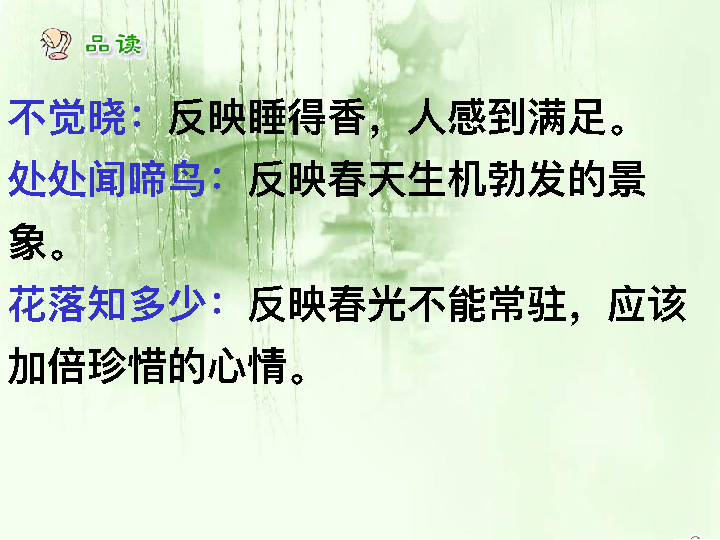 品读
不觉晓：反映睡得香，人感到满足。
处处闻啼鸟：反映春天生机勃发的景
象。
花落知多少：反映春光不能常驻，应该
加倍珍惜的心情。